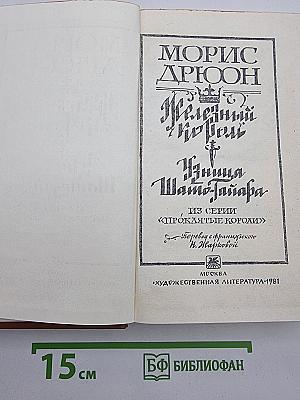 МОРИС
ДРЮОН
Железный
король
Узница
Шато-Гайара
ИЗ СЕРИИ
«ПРОКЛЯТЫЕ КОРОЛИ»
Перевод с французского
Н. Жарковой
МОСКВА
«ХУДОЖЕСТВЕННАЯ ЛИТЕРАТУРА»·1981
15 см
БФ БИБЛИОФАН